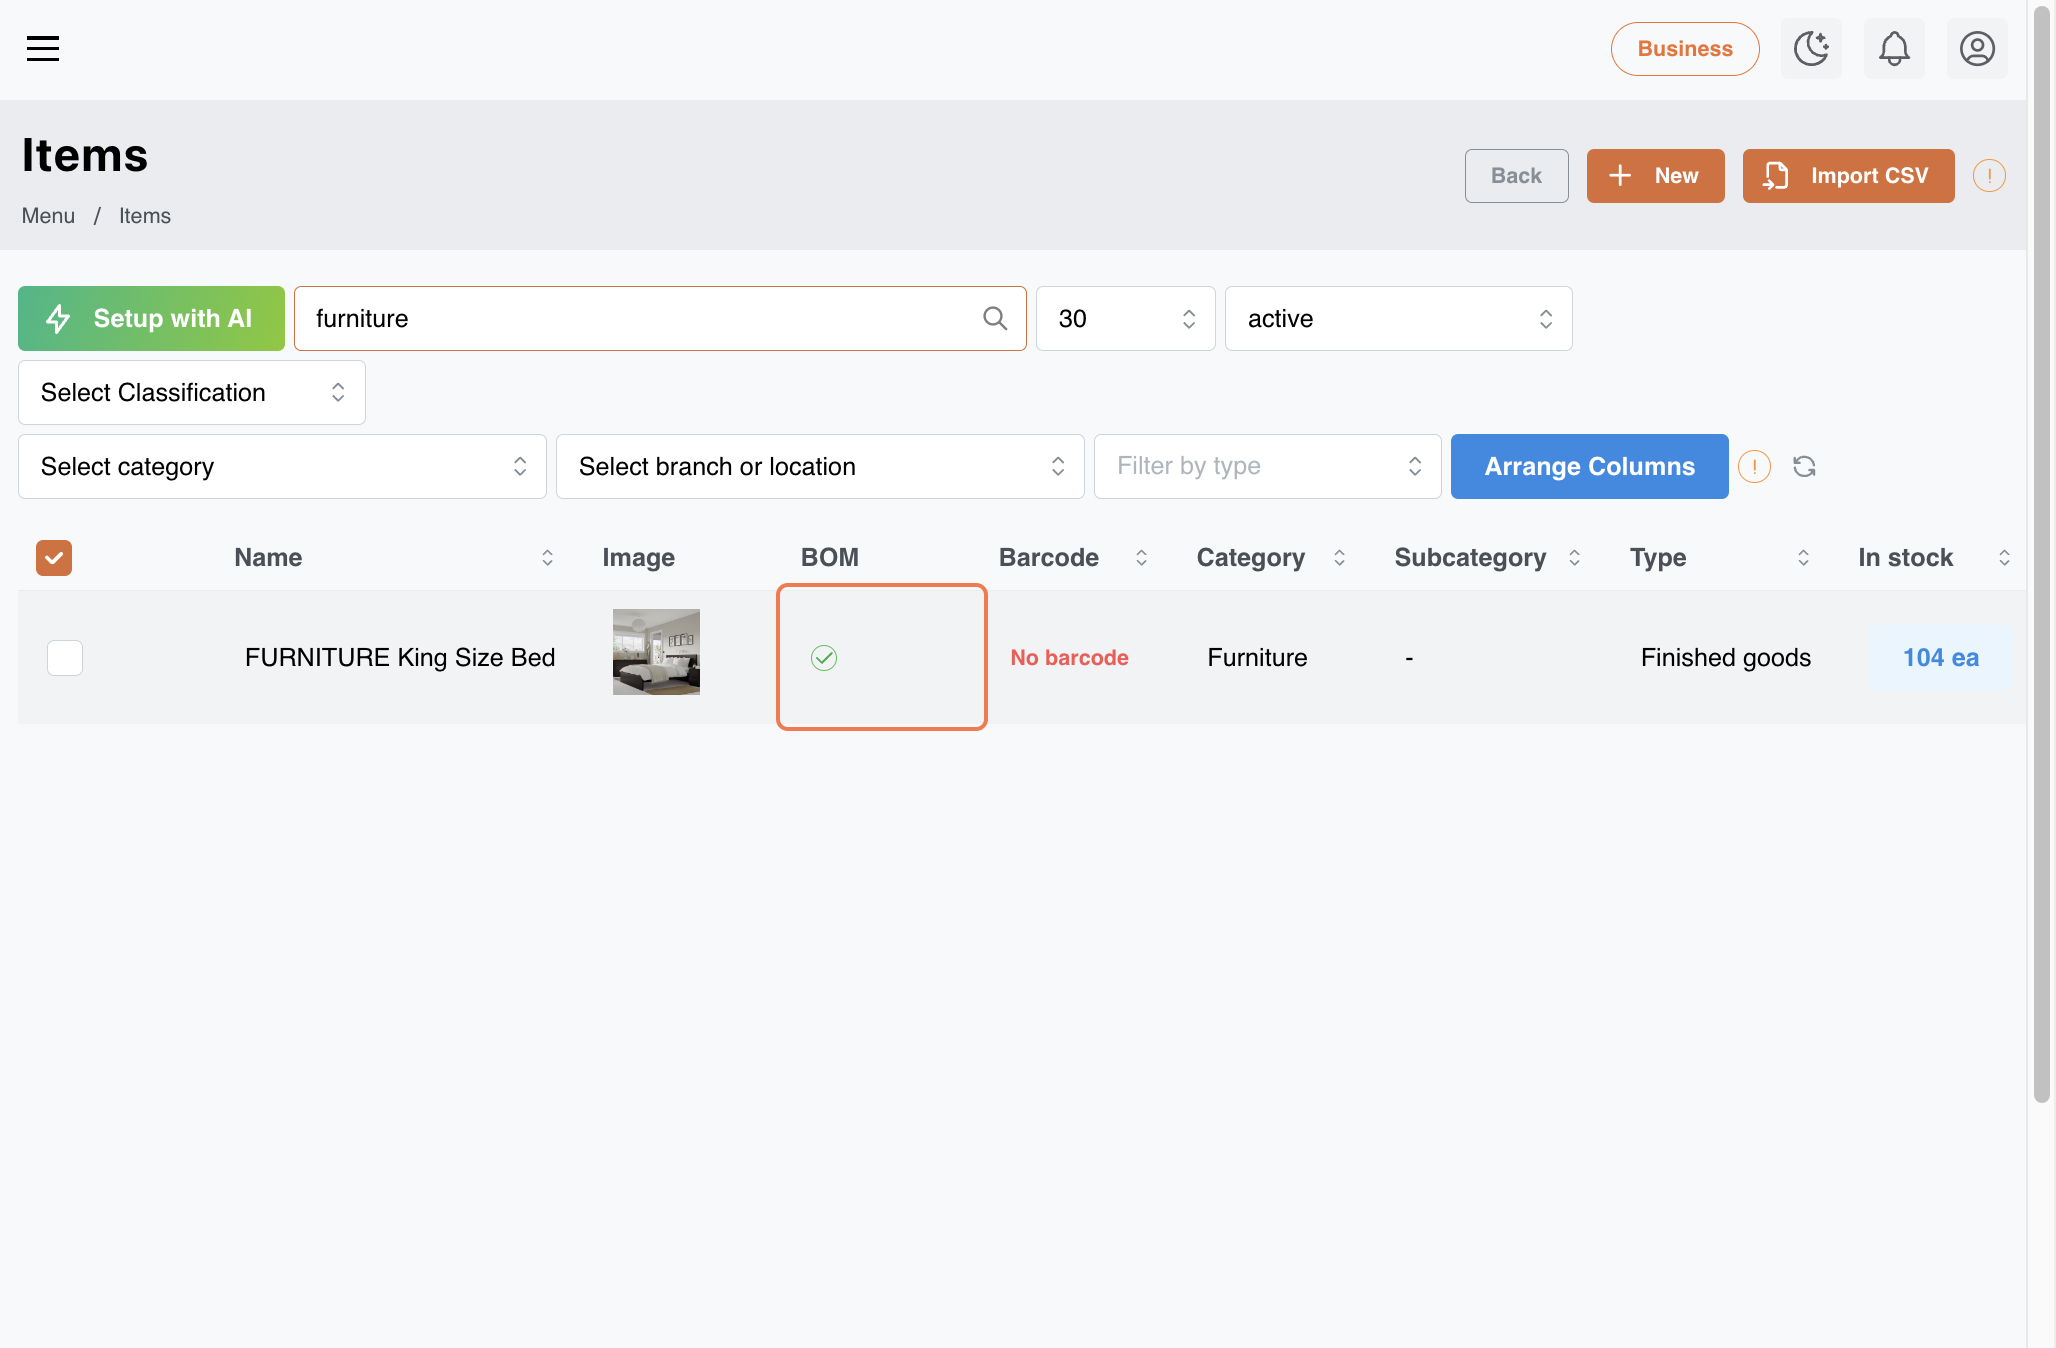 Business
Items
Menu / Items
Back
New
Import CSV
Setup with AI
furniture
30
active
Select Classification
Select category
Select branch or location
Filter by type
Arrange Columns
Name Image BOM Barcode Category Subcategory Type In stock
FURNITURE King Size Bed No barcode Furniture - Finished goods 104 ea